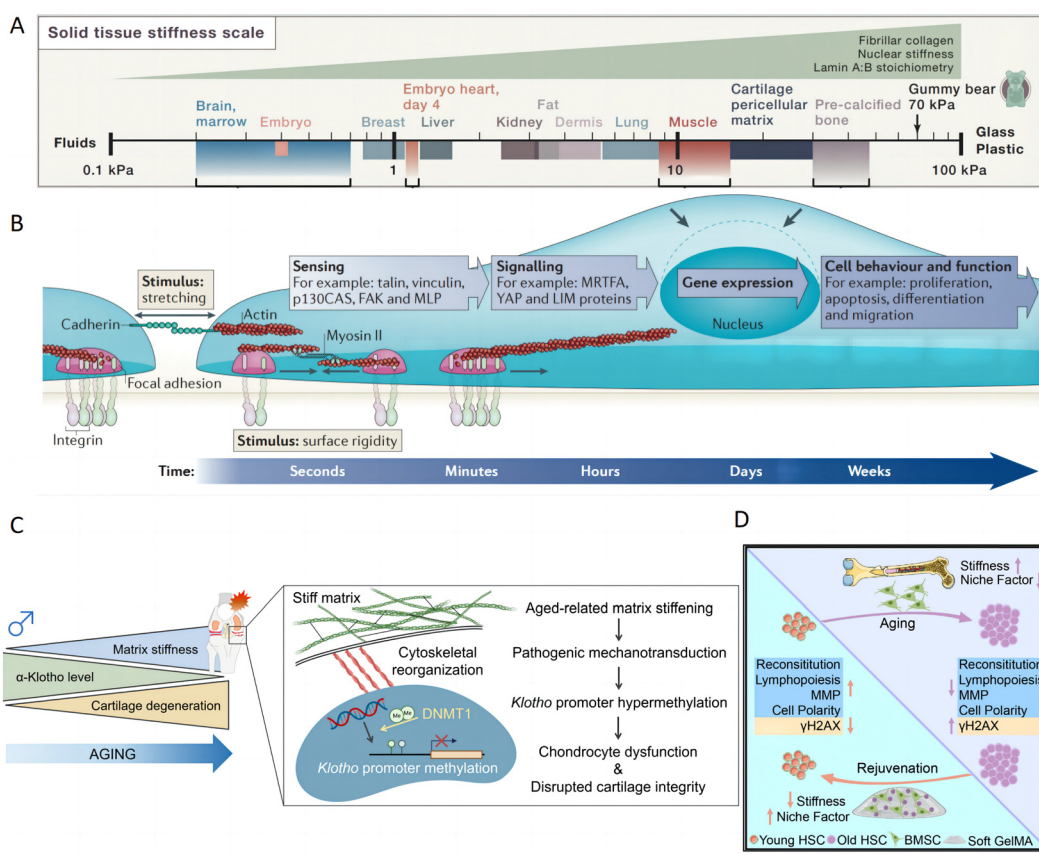 A
Solid tissue stiffness scale
Fibrillar collagen
Nuclear stiffness
Lamin A:B stoichiometry
Brain,
marrow
Embryo
Embryo heart,
day 4
Breast
Liver
Kidney
Fat
Dermis
Lung
Muscle
Cartilage
pericellular
matrix
Pre-calcified
bone
Gummy bear
70 kPa
Fluids
Glass
Plastic
0.1 kPa
1
10
100 kPa
B
Stimulus:
stretching
Sensing
For example: talin, vinculin,
p130CAS, FAK and MLP
Signalling
For example: MRTFA,
YAP and LIM proteins
Gene expression
Nucleus
Cell behaviour and function
For example: proliferation,
apoptosis, differentiation
and migration
Cadherin
Actin
Myosin II
Focal adhesion
Integrin
Stimulus: surface rigidity
Time:
Seconds
Minutes
Hours
Days
Weeks
C
Matrix stiffness
α-Klotho level
Cartilage degeneration
AGING
Stiff matrix
Cytoskeletal
reorganization
Me
Me
DNMT1
Klotho promoter methylation
Aged-related matrix stiffening
Pathogenic mechanotransduction
Klotho promoter hypermethylation
Chondrocyte dysfunction
&
Disrupted cartilage integrity
D
Stiffness
Niche Factor
Aging
Reconsititution
Lymphopoiesis
MMP
Cell Polarity
γH2AX
Reconsititution
Lymphopoiesis
MMP
Cell Polarity
γH2AX
Rejuvenation
Stiffness
Niche Factor
Young HSC
Old HSC
BMSC
Soft GelMA